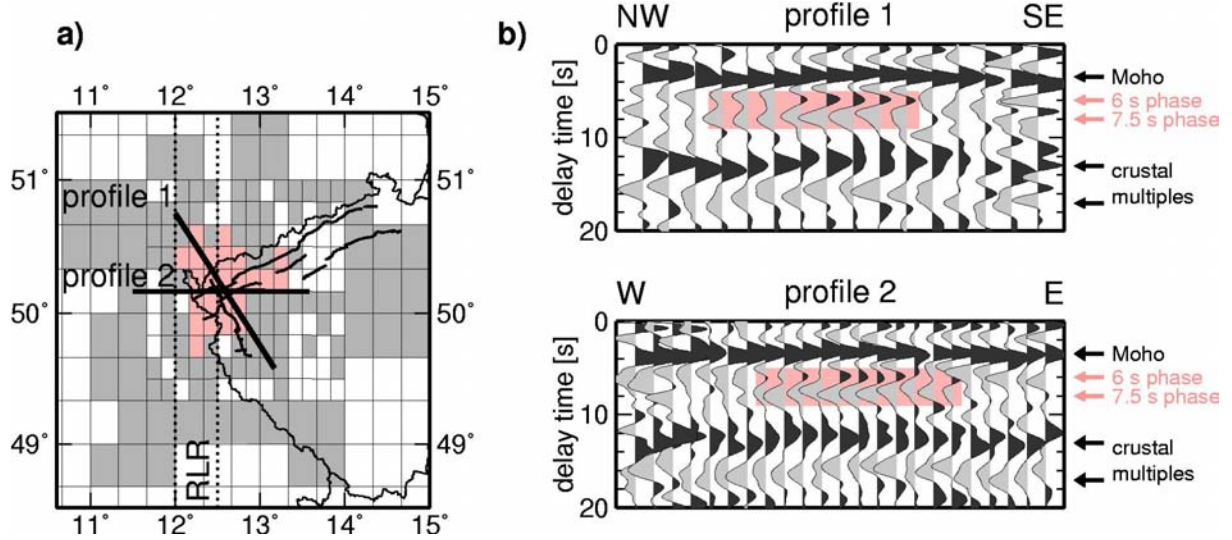 a)
11° 12° 13° 14° 15°
51° 51°
profile 1
profile 2
50° 50°
49° 49°
RLR
11° 12° 13° 14° 15°
b)
NW profile 1 SE
0
10
20
delay time [s]
Moho
6 s phase
7.5 s phase
crustal
multiples
W profile 2 E
0
10
20
delay time [s]
Moho
6 s phase
7.5 s phase
crustal
multiples